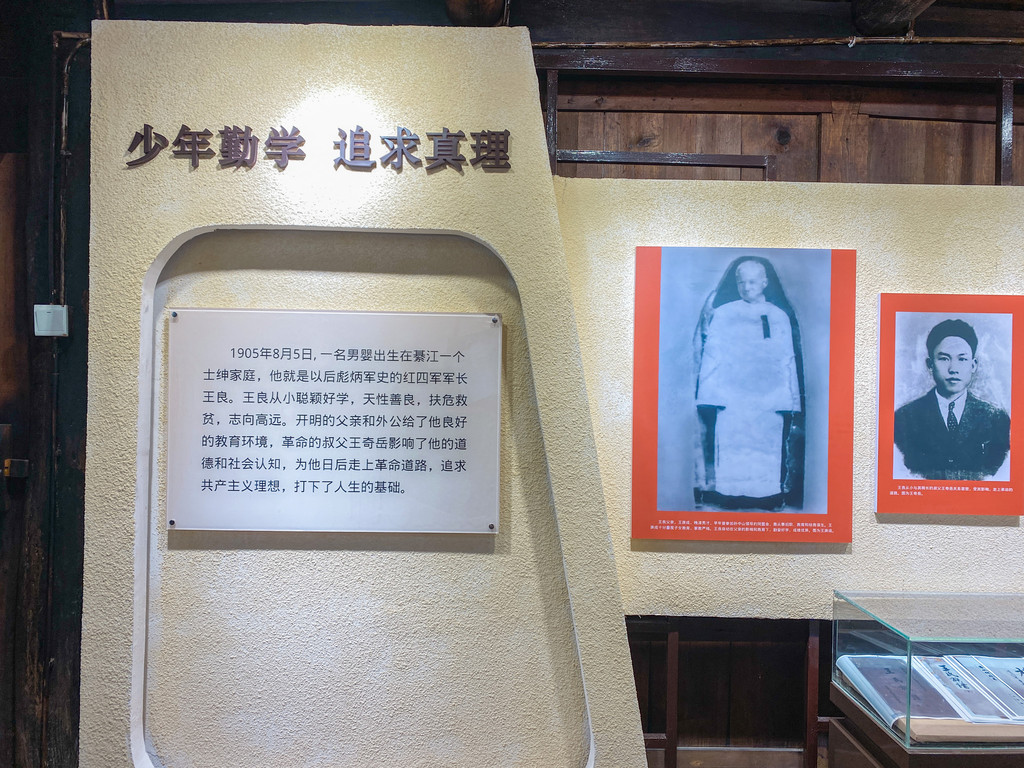 少年勤学 追求真理
1905年8月5日,一名男婴出生在綦江一个
士绅家庭，他就是以后彪炳军史的红四军军长
王良。王良从小聪颖好学，天性善良，扶危救
贫，志向高远。开明的父亲和外公给了他良好
的教育环境，革命的叔父王奇岳影响了他的道
德和社会认知，为他日后走上革命道路，追求
共产主义理想，打下了人生的基础。